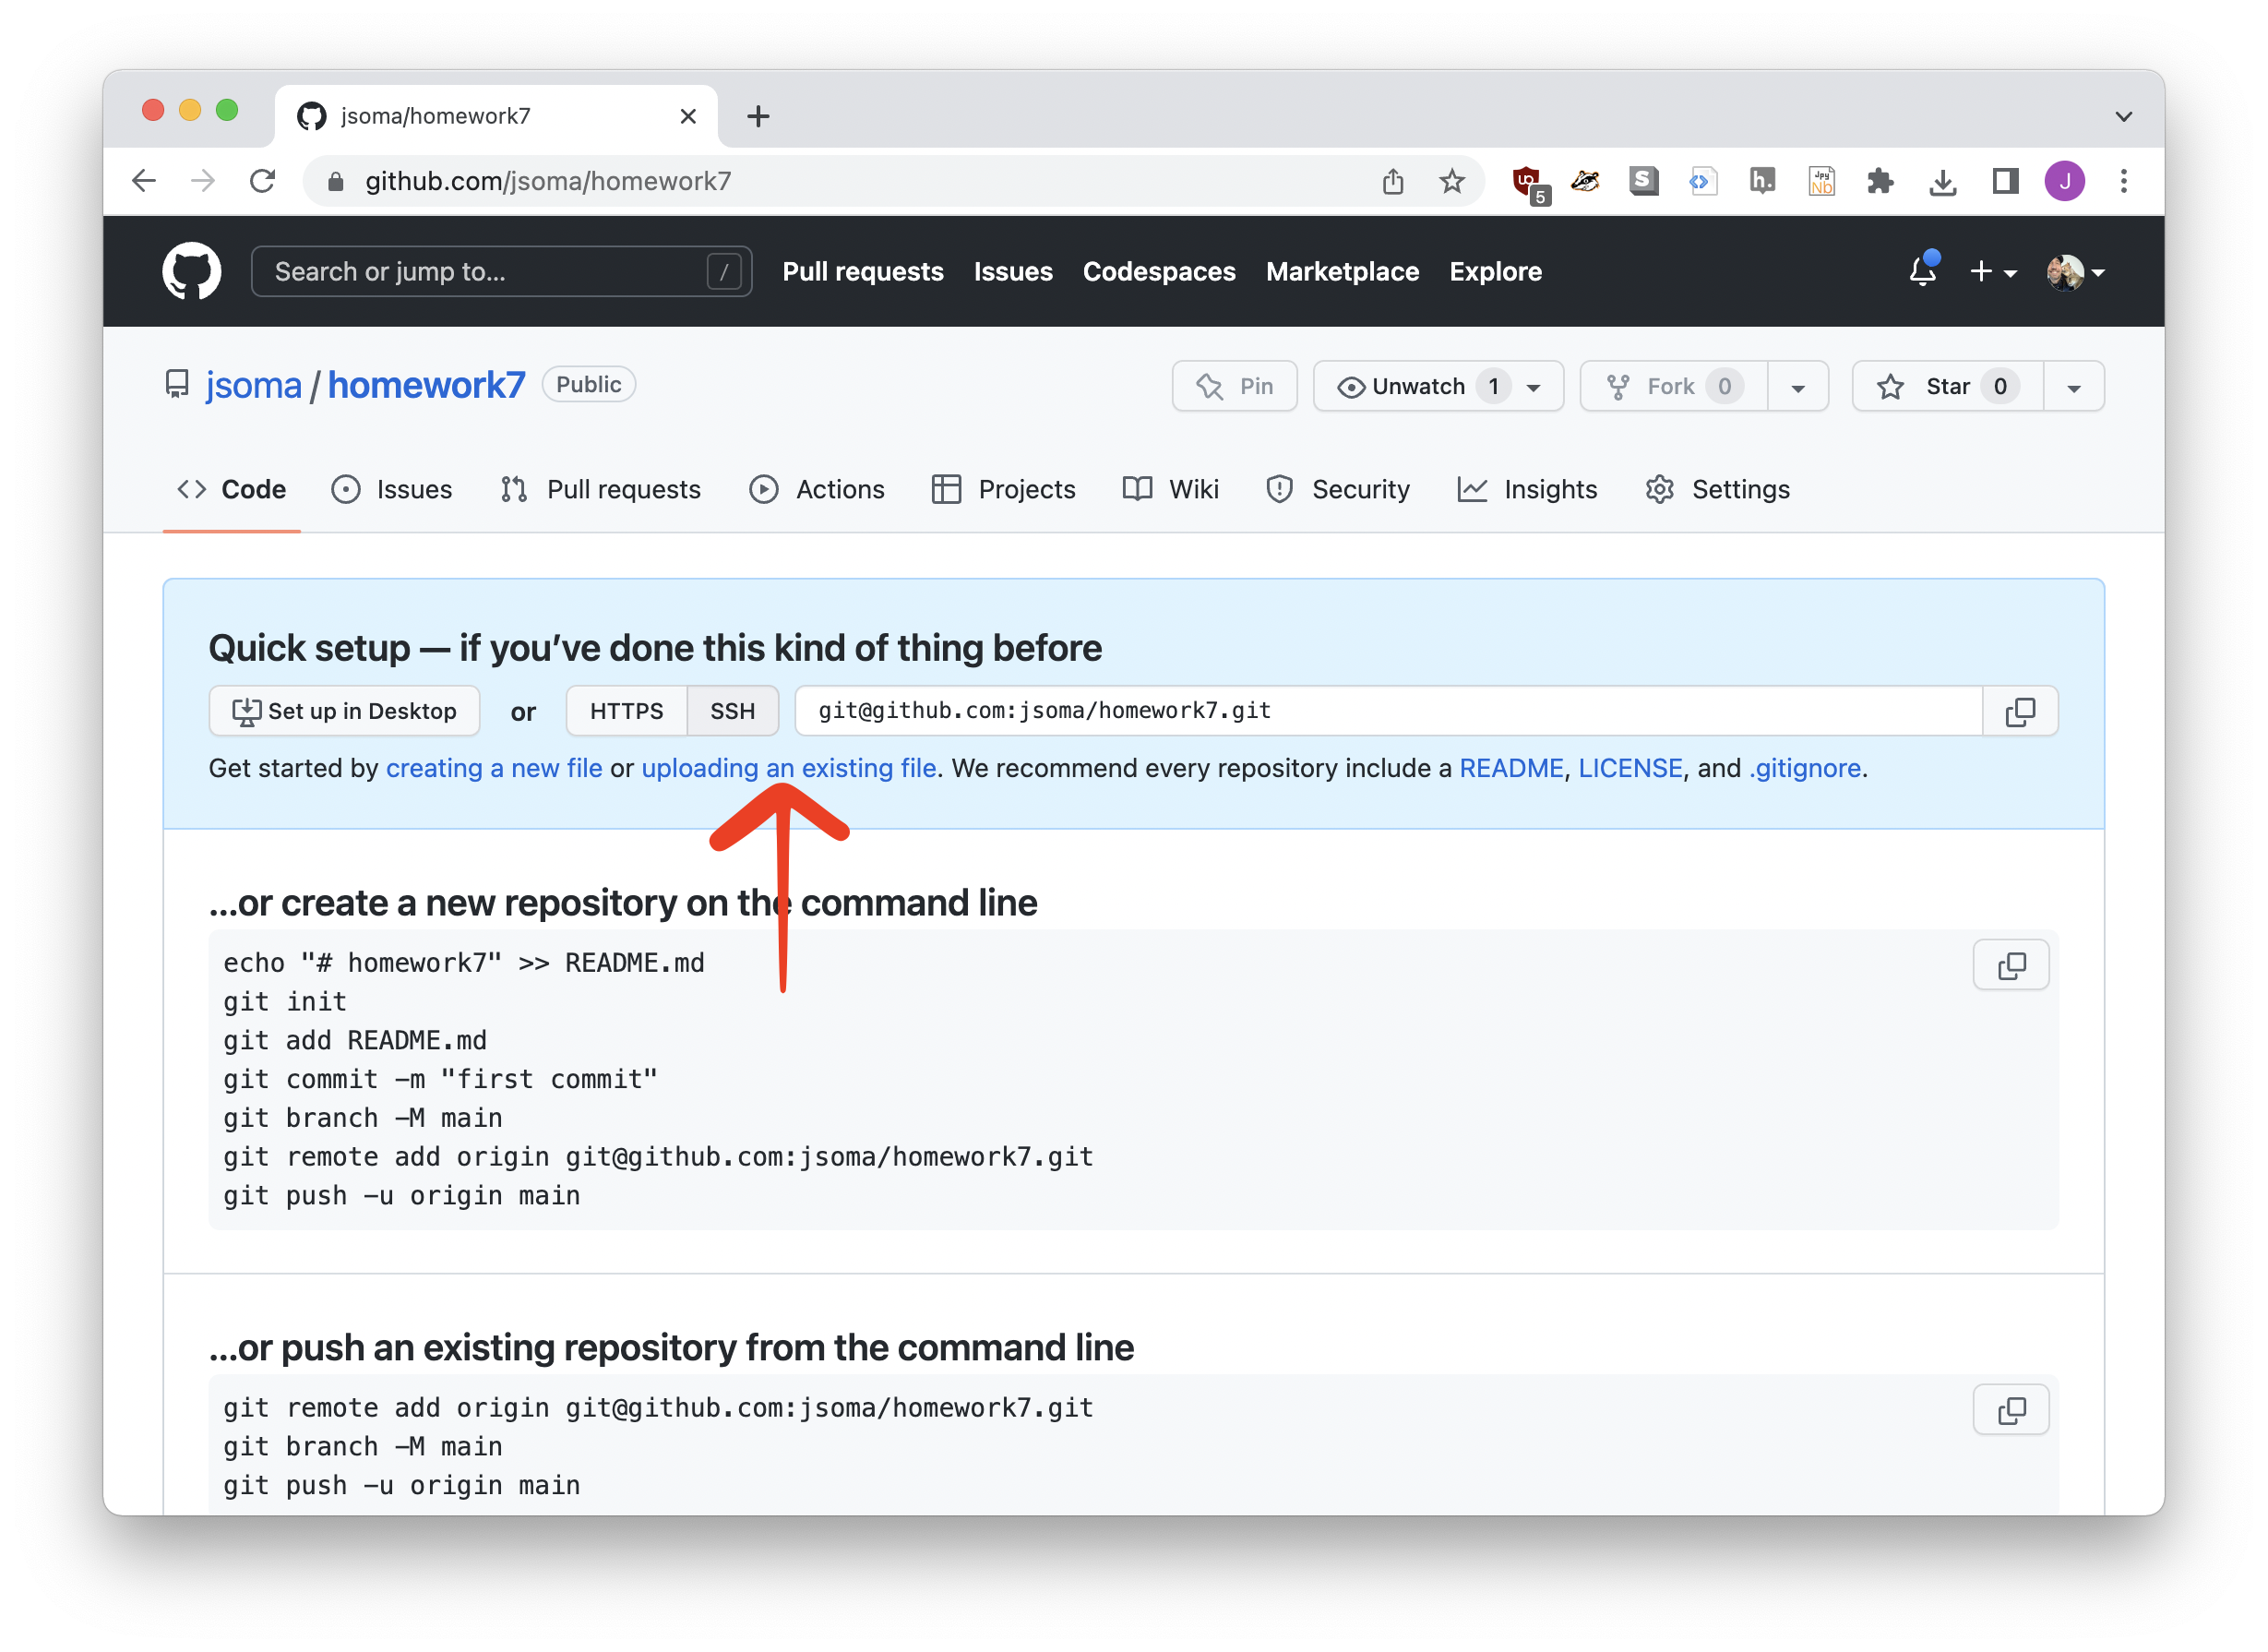 jsoma/homework7
github.com/jsoma/homework7
5
S
h.
Jpy
Nb
J
Search or jump to...
/
Pull requests
Issues
Codespaces
Marketplace
Explore
jsoma / homework7
Public
Pin
Unwatch 1
Fork 0
Star 0
Code
Issues
Pull requests
Actions
Projects
Wiki
Security
Insights
Settings
Quick setup — if you’ve done this kind of thing before
Set up in Desktop or HTTPS SSH git@github.com:jsoma/homework7.git
Get started by creating a new file or uploading an existing file. We recommend every repository include a README, LICENSE, and .gitignore.
…or create a new repository on the command line
echo "# homework7" >> README.md
git init
git add README.md
git commit -m "first commit"
git branch -M main
git remote add origin git@github.com:jsoma/homework7.git
git push -u origin main
…or push an existing repository from the command line
git remote add origin git@github.com:jsoma/homework7.git
git branch -M main
git push -u origin main